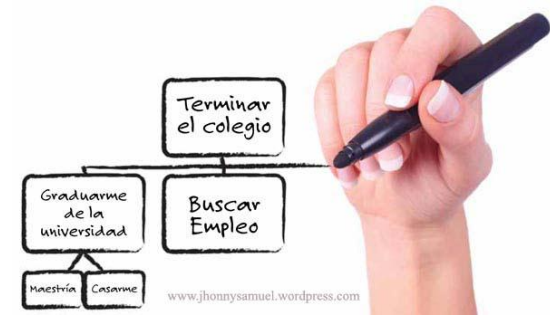 Terminar
el colegio
Graduarme
de la
universidad
Buscar
Empleo
Maestría
Casarme
www.jhonnysamuel.wordpress.com